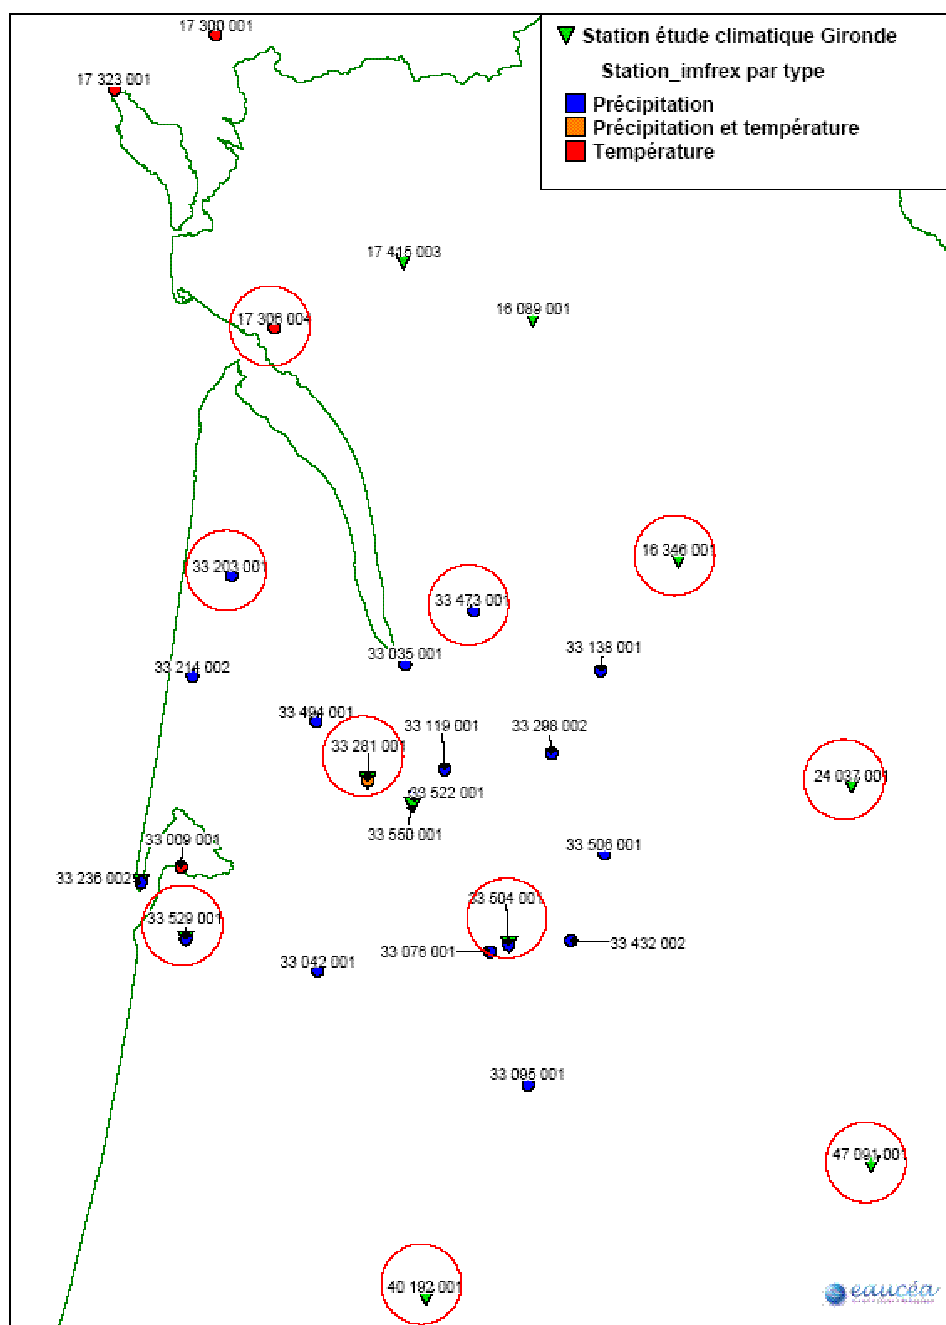 17 300 001
Station étude climatique Gironde
Station_imfrex par type
17 323 001
Précipitation
Précipitation et température
Température
17 415 003
16 089 001
17 306 004
16 346 001
33 203 001
33 473 001
33 138 001
33 035 001
33 214 002
33 494 001
33 119 001
33 298 002
33 281 001
24 037 001
33 522 001
33 550 001
33 009 004
33 506 001
33 236 002
33 504 001
33 529 001
33 432 002
33 076 001
33 042 001
33 095 001
47 091 001
40 192 001
eaucéa